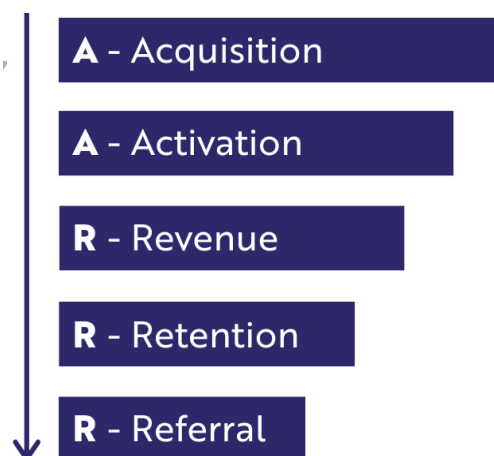 A - Acquisition
A - Activation
R - Revenue
R - Retention
R - Referral